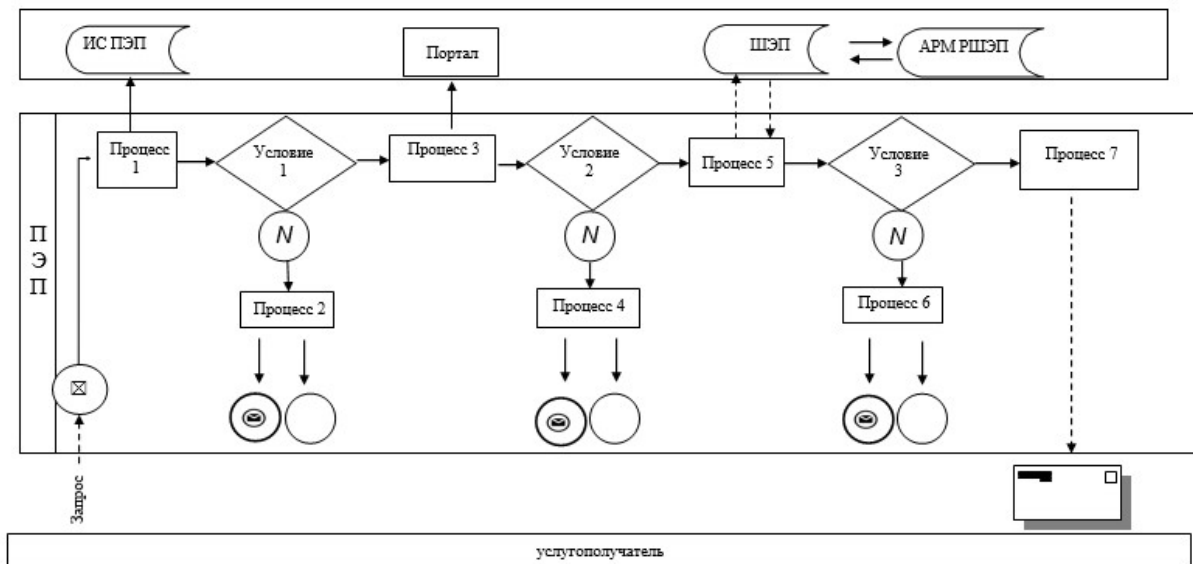 ИС ПЭП
Портал
ШЭП
АРМ РШЭП
Процесс
1
Условие
1
Процесс 3
Условие
2
Процесс 5
Условие
3
Процесс 7
П
Э
П
N
N
N
Процесс 2
Процесс 4
Процесс 6
Запрос
услугополучатель